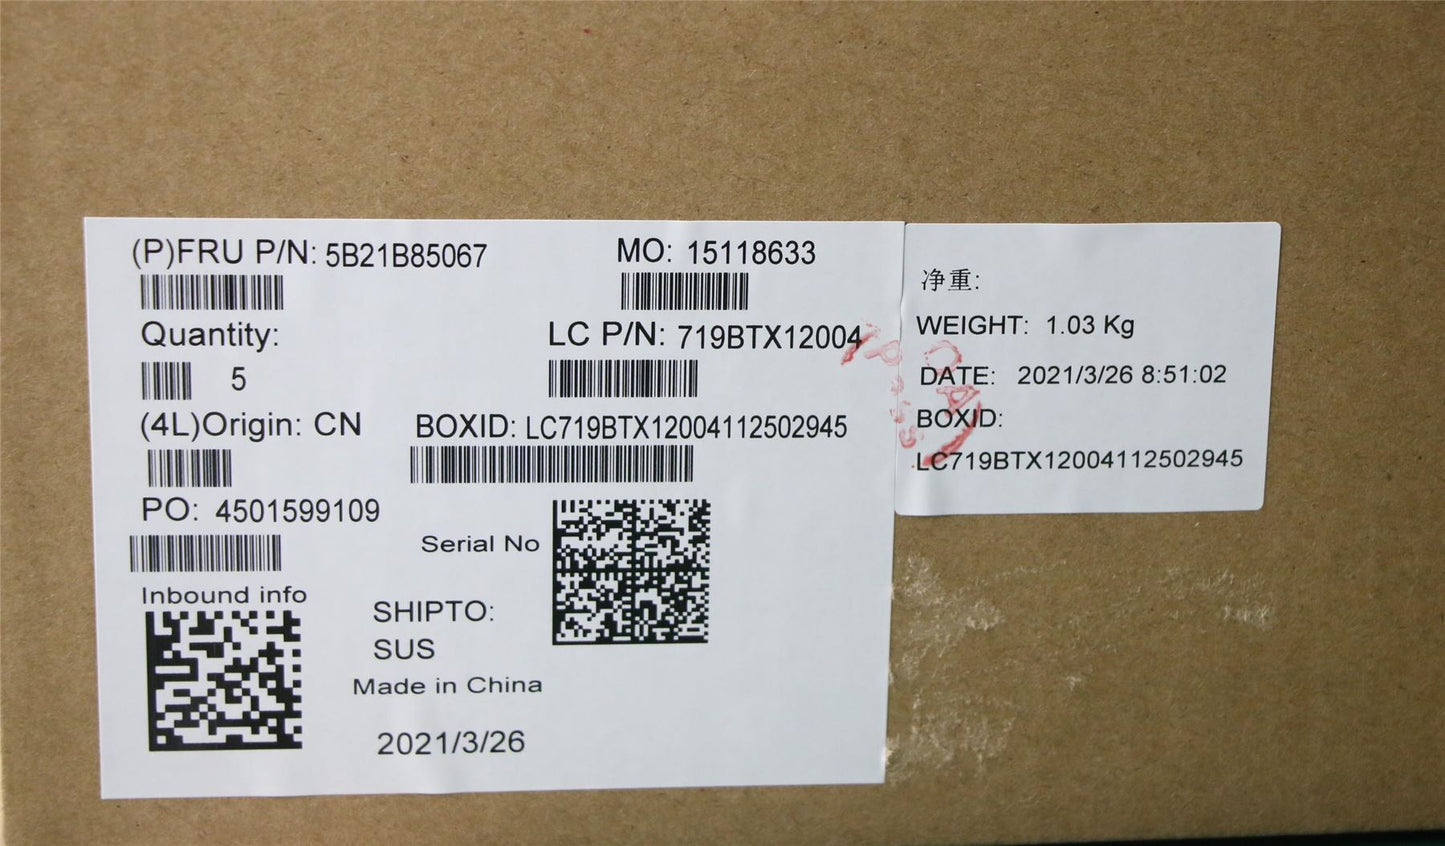 (P)FRU P/N: 5B21B85067
MO: 15118633
Quantity:
5
LC P/N: 719BTX12004
(4L)Origin: CN
BOXID: LC719BTX12004112502945
PO: 4501599109
Serial No
Inbound info
SHIPTO:
SUS
Made in China
2021/3/26
净重:
WEIGHT: 1.03 Kg
DATE: 2021/3/26 8:51:02
BOXID:
LC719BTX12004112502945